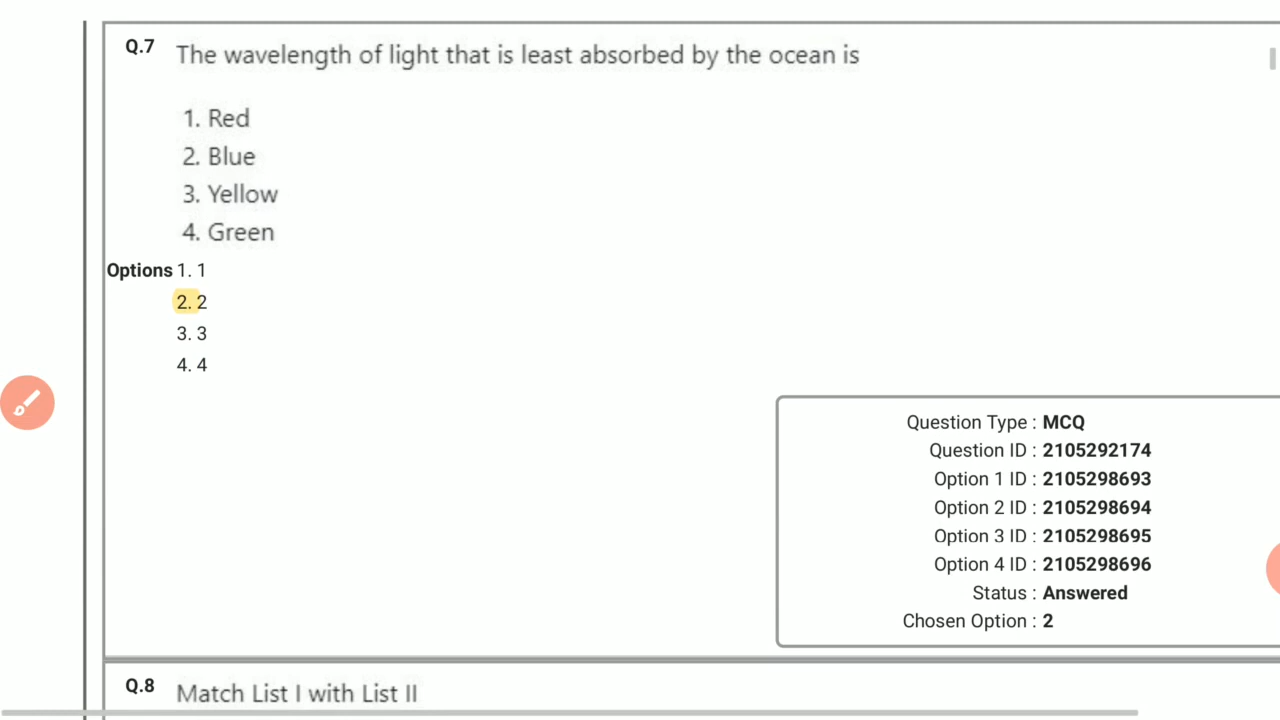 Q.7 The wavelength of light that is least absorbed by the ocean is
1. Red
2. Blue
3. Yellow
4. Green
Options 1. 1
2. 2
3. 3
4. 4
Question Type : MCQ
Question ID : 2105292174
Option 1 ID : 2105298693
Option 2 ID : 2105298694
Option 3 ID : 2105298695
Option 4 ID : 2105298696
Status : Answered
Chosen Option : 2
Q.8 Match List I with List II